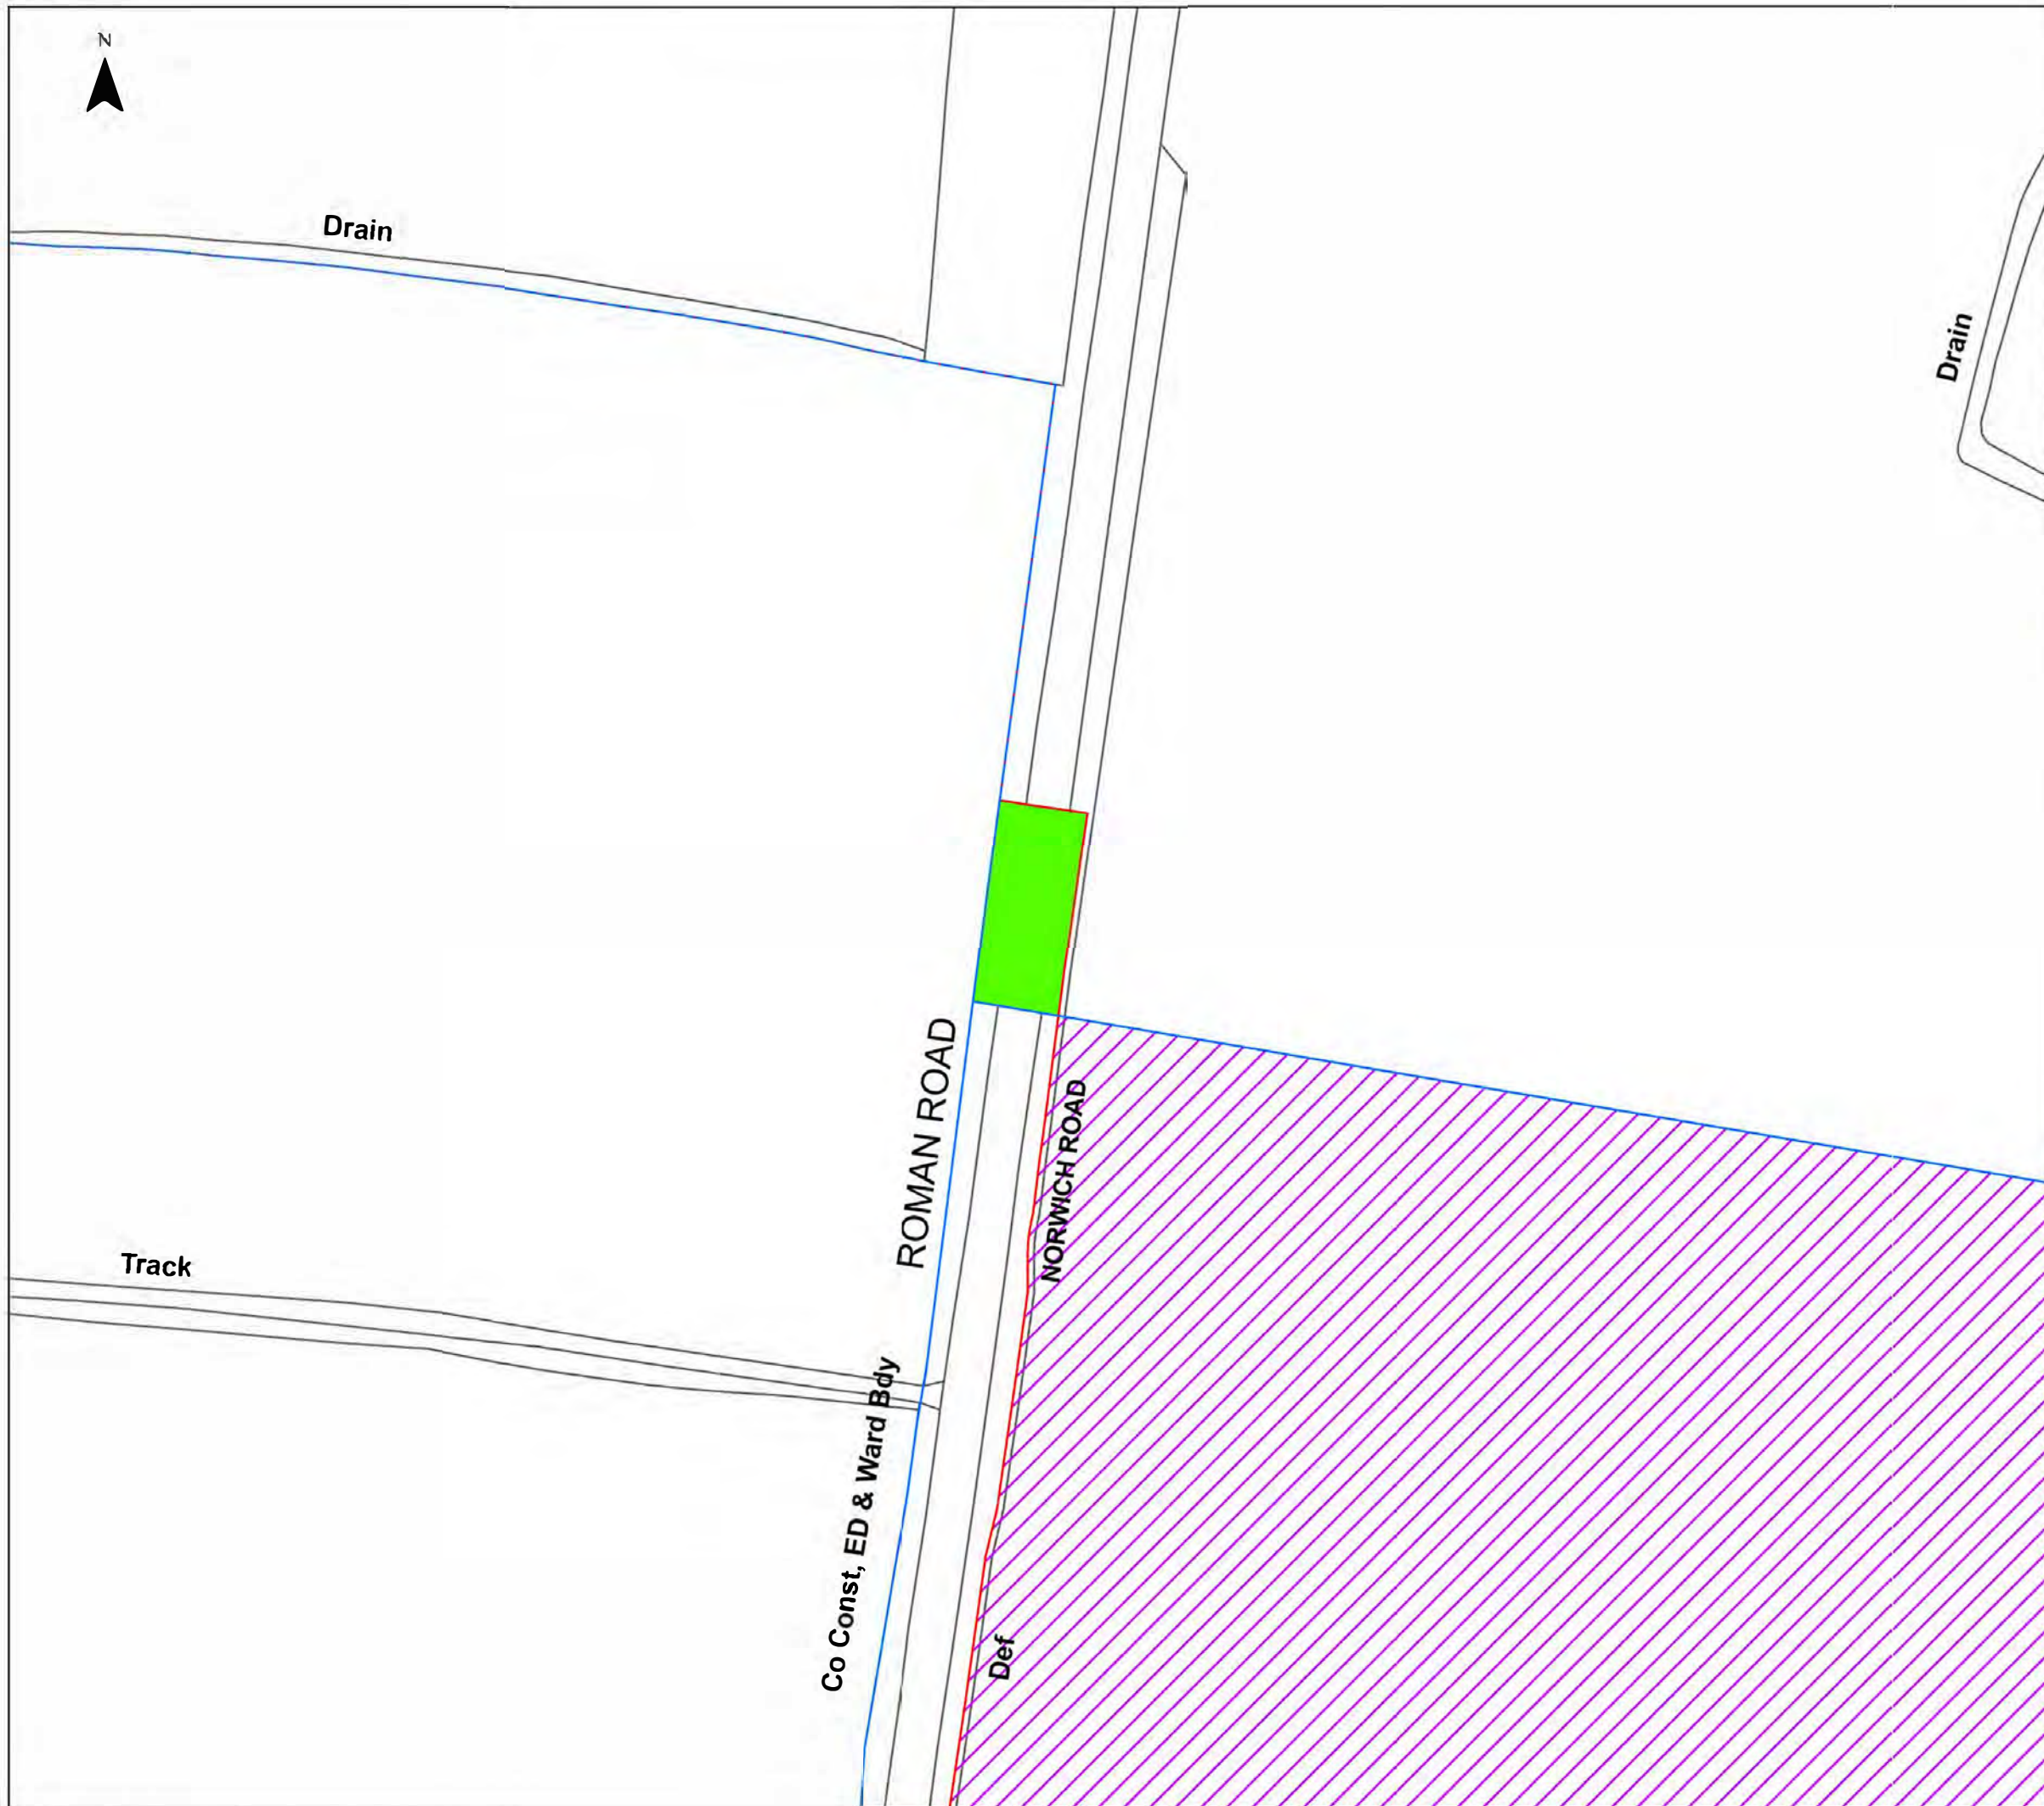 N
Drain
Drain
ROMAN ROAD
NORWICH ROAD
Track
Co Const, ED & Ward Bdy
Def